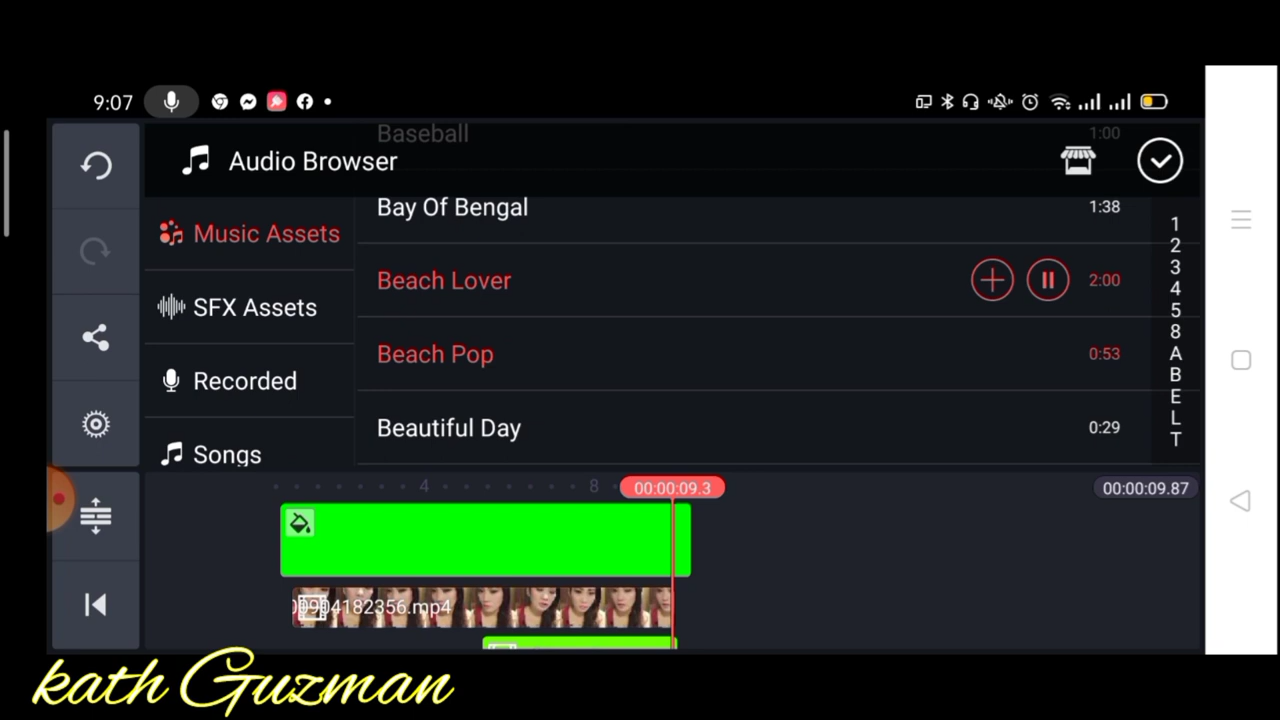 9:07
Baseball 1:00
Audio Browser
Music Assets
SFX Assets
Recorded
Songs
Bay Of Bengal 1:38
Beach Lover 2:00
Beach Pop 0:53
Beautiful Day 0:29
1
2
3
4
5
8
A
B
E
L
T
4 8 00:00:09.3 00:00:09.87
904182356.mp4
kath Guzman